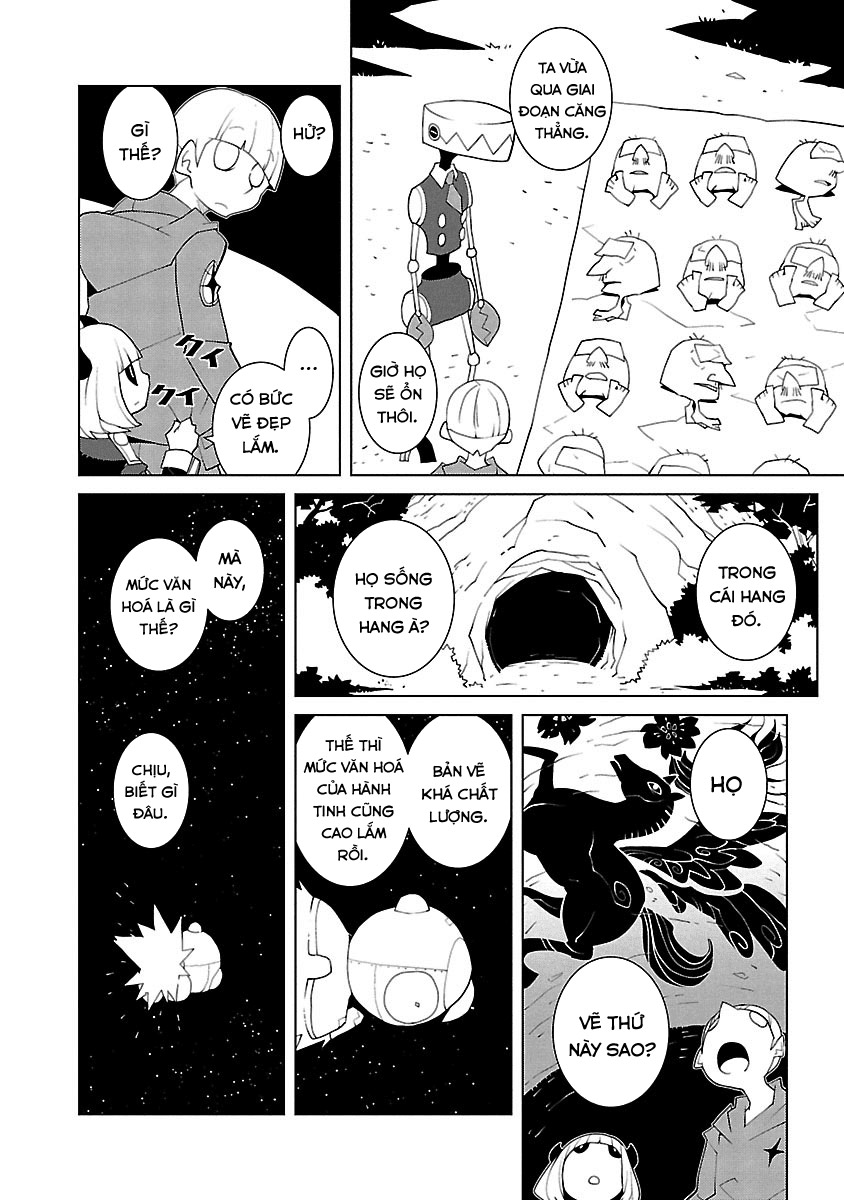 TA VỪA
QUA GIAI
ĐOẠN CĂNG
THẲNG.
GIỜ HỌ
SẼ ỔN
THÔI.
HỬ?
GÌ
THẾ?
...
CÓ BỨC
VẼ ĐẸP
LẮM.
クイ
クイ
TRONG
CÁI HANG
ĐÓ.
HỌ SỐNG
TRONG
HANG À?
HỌ
VẼ THỨ
NÀY SAO?
BẢN VẼ
KHÁ CHẤT
LƯỢNG.
THẾ THÌ
MỨC VĂN HOÁ
CỦA HÀNH
TINH CŨNG
CAO LẮM
RỒI.
MÀ
NÀY,
MỨC VĂN
HOÁ LÀ GÌ
THẾ?
CHỊU,
BIẾT GÌ
ĐÂU.